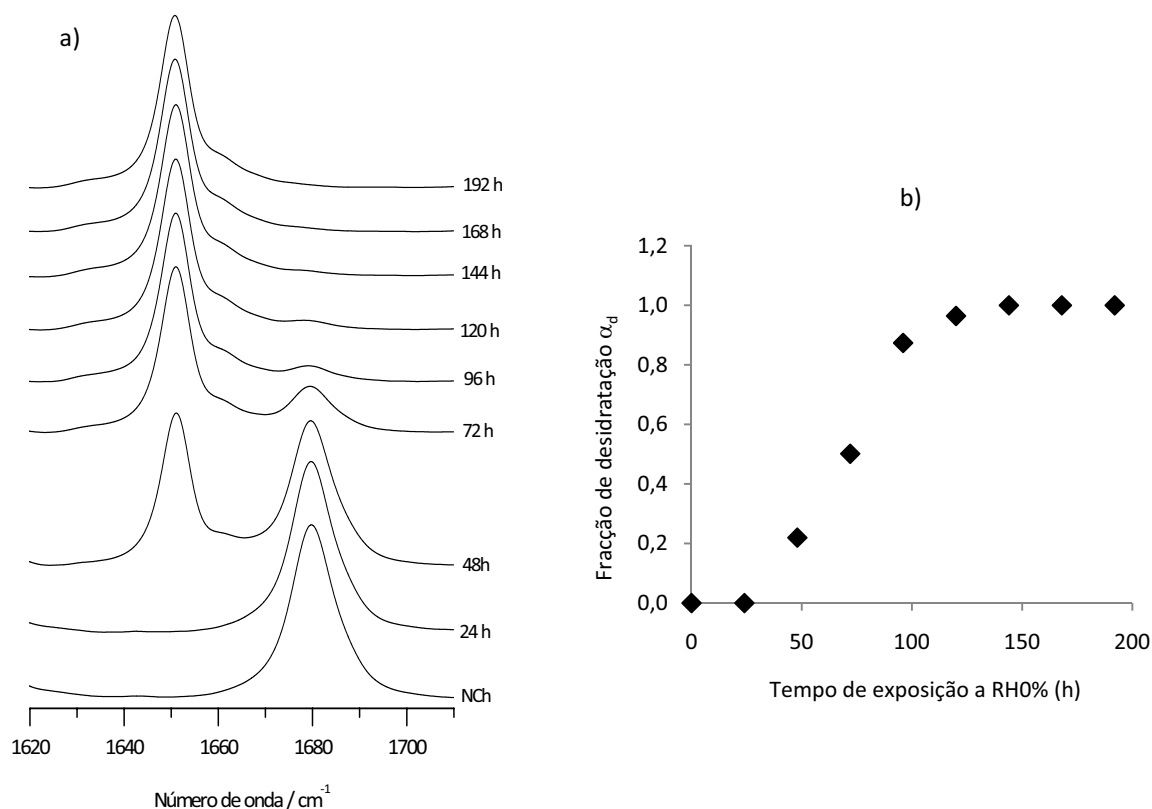 a)
192 h
168 h
144 h
120 h
96 h
72 h
48h
24 h
NCh
1620 1640 1660 1680 1700
Número de onda / cm⁻¹
b)
Fracção de desidratação α_d
1,2
1,0
0,8
0,6
0,4
0,2
0,0
0 50 100 150 200
Tempo de exposição a RH0% (h)